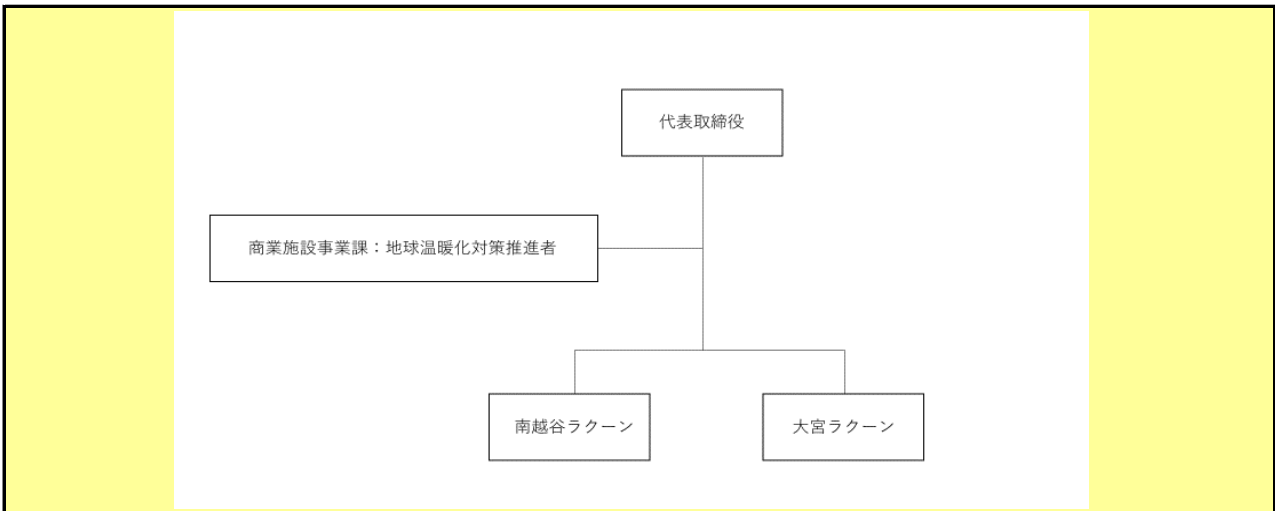 代表取締役
商業施設事業課：地球温暖化対策推進者
南越谷ラクーン
大宮ラクーン